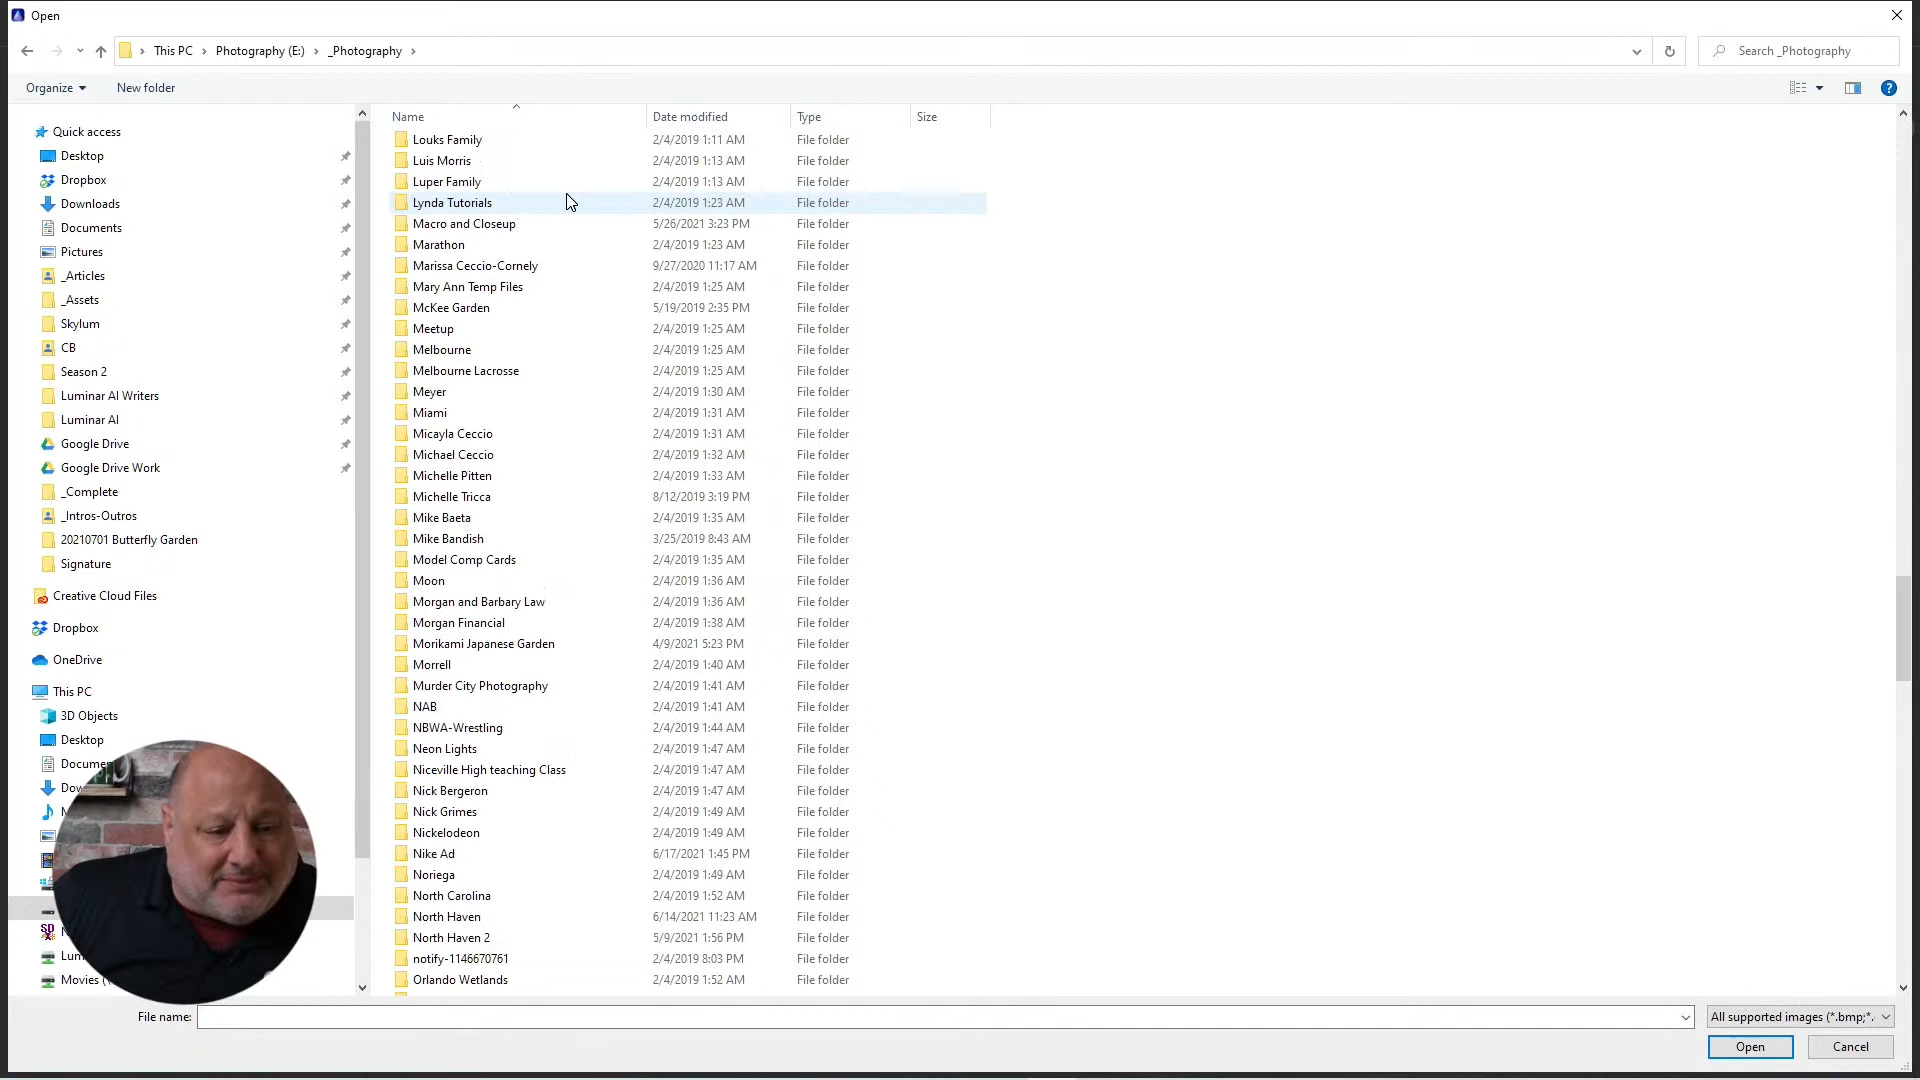 Open
This PC > Photography (E:) > _Photography >
Search _Photography
Organize
New folder
Name Date modified Type Size
Quick access
Desktop
Dropbox
Downloads
Documents
Pictures
_Articles
_Assets
Skylum
CB
Season 2
Luminar AI Writers
Luminar AI
Google Drive
Google Drive Work
_Complete
_Intros-Outros
20210701 Butterfly Garden
Signature
Creative Cloud Files
Dropbox
OneDrive
This PC
3D Objects
Desktop
Movies (
Louks Family 2/4/2019 1:11 AM File folder
Luis Morris 2/4/2019 1:13 AM File folder
Luper Family 2/4/2019 1:13 AM File folder
Lynda Tutorials 2/4/2019 1:23 AM File folder
Macro and Closeup 5/26/2021 3:23 PM File folder
Marathon 2/4/2019 1:23 AM File folder
Marissa Ceccio-Cornely 9/27/2020 11:17 AM File folder
Mary Ann Temp Files 2/4/2019 1:25 AM File folder
McKee Garden 5/19/2019 2:35 PM File folder
Meetup 2/4/2019 1:25 AM File folder
Melbourne 2/4/2019 1:25 AM File folder
Melbourne Lacrosse 2/4/2019 1:25 AM File folder
Meyer 2/4/2019 1:30 AM File folder
Miami 2/4/2019 1:31 AM File folder
Micayla Ceccio 2/4/2019 1:31 AM File folder
Michael Ceccio 2/4/2019 1:32 AM File folder
Michelle Pitten 2/4/2019 1:33 AM File folder
Michelle Tricca 8/12/2019 3:19 PM File folder
Mike Baeta 2/4/2019 1:35 AM File folder
Mike Bandish 3/25/2019 8:43 AM File folder
Model Comp Cards 2/4/2019 1:35 AM File folder
Moon 2/4/2019 1:36 AM File folder
Morgan and Barbary Law 2/4/2019 1:36 AM File folder
Morgan Financial 2/4/2019 1:38 AM File folder
Morikami Japanese Garden 4/9/2021 5:23 PM File folder
Morrell 2/4/2019 1:40 AM File folder
Murder City Photography 2/4/2019 1:41 AM File folder
NAB 2/4/2019 1:41 AM File folder
NBWA-Wrestling 2/4/2019 1:44 AM File folder
Neon Lights 2/4/2019 1:47 AM File folder
Niceville High teaching Class 2/4/2019 1:47 AM File folder
Nick Bergeron 2/4/2019 1:47 AM File folder
Nick Grimes 2/4/2019 1:49 AM File folder
Nickelodeon 2/4/2019 1:49 AM File folder
Nike Ad 6/17/2021 1:45 PM File folder
Noriega 2/4/2019 1:49 AM File folder
North Carolina 2/4/2019 1:52 AM File folder
North Haven 6/14/2021 11:23 AM File folder
North Haven 2 5/9/2021 1:56 PM File folder
notify-1146670761 2/4/2019 8:03 PM File folder
Orlando Wetlands 2/4/2019 1:52 AM File folder
File name:
All supported images (*.bmp;*.
Open
Cancel